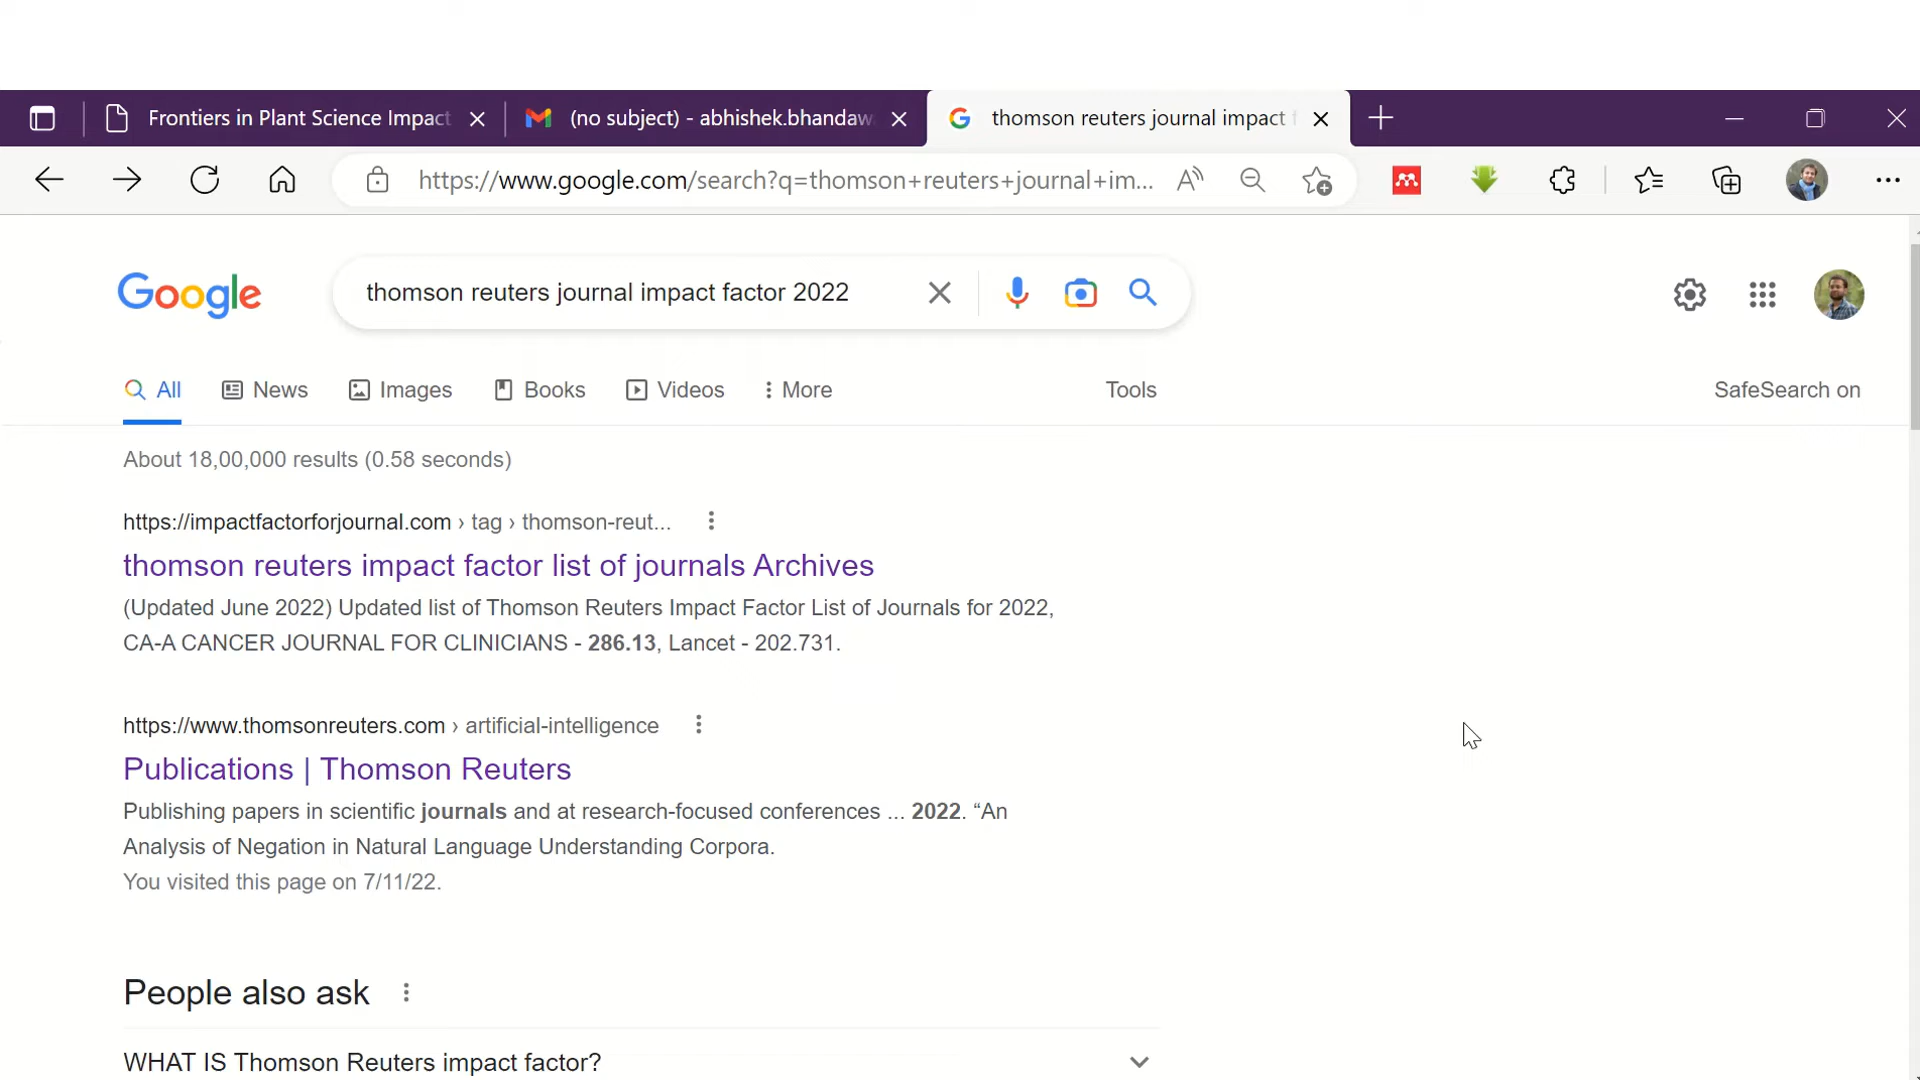 Frontiers in Plant Science Impact
(no subject) - abhishek.bhandaw
thomson reuters journal impact
https://www.google.com/search?q=thomson+reuters+journal+im...
Google
thomson reuters journal impact factor 2022
All
News
Images
Books
Videos
More
Tools
SafeSearch on
About 18,00,000 results (0.58 seconds)
https://impactfactorforjournal.com › tag › thomson-reut...
thomson reuters impact factor list of journals Archives
(Updated June 2022) Updated list of Thomson Reuters Impact Factor List of Journals for 2022,
CA-A CANCER JOURNAL FOR CLINICIANS - 286.13, Lancet - 202.731.
https://www.thomsonreuters.com › artificial-intelligence
Publications | Thomson Reuters
Publishing papers in scientific journals and at research-focused conferences ... 2022. “An
Analysis of Negation in Natural Language Understanding Corpora.
You visited this page on 7/11/22.
People also ask
WHAT IS Thomson Reuters impact factor?